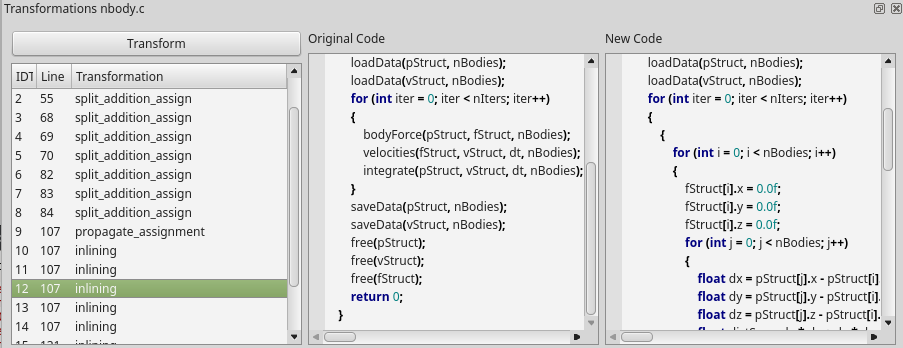 Transformations nbody.c
Transform
IDT Line Transformation
2 55 split_addition_assign
3 68 split_addition_assign
4 69 split_addition_assign
5 70 split_addition_assign
6 82 split_addition_assign
7 83 split_addition_assign
8 84 split_addition_assign
9 107 propagate_assignment
10 107 inlining
11 107 inlining
12 107 inlining
13 107 inlining
14 107 inlining
Original Code
loadData(pStruct, nBodies);
loadData(vStruct, nBodies);
for (int iter = 0; iter < nIters; iter++)
{
bodyForce(pStruct, fStruct, nBodies);
velocities(fStruct, vStruct, dt, nBodies);
integrate(pStruct, vStruct, dt, nBodies);
}
saveData(pStruct, nBodies);
saveData(vStruct, nBodies);
free(pStruct);
free(vStruct);
free(fStruct);
return 0;
}
New Code
loadData(pStruct, nBodies);
loadData(vStruct, nBodies);
for (int iter = 0; iter < nIters; iter++)
{
{
for (int i = 0; i < nBodies; i++)
{
fStruct[i].x = 0.0f;
fStruct[i].y = 0.0f;
fStruct[i].z = 0.0f;
for (int j = 0; j < nBodies; j++)
{
float dx = pStruct[j].x - pStruct[i]
float dy = pStruct[j].y - pStruct[i].
float dz = pStruct[j].z - pStruct[i].